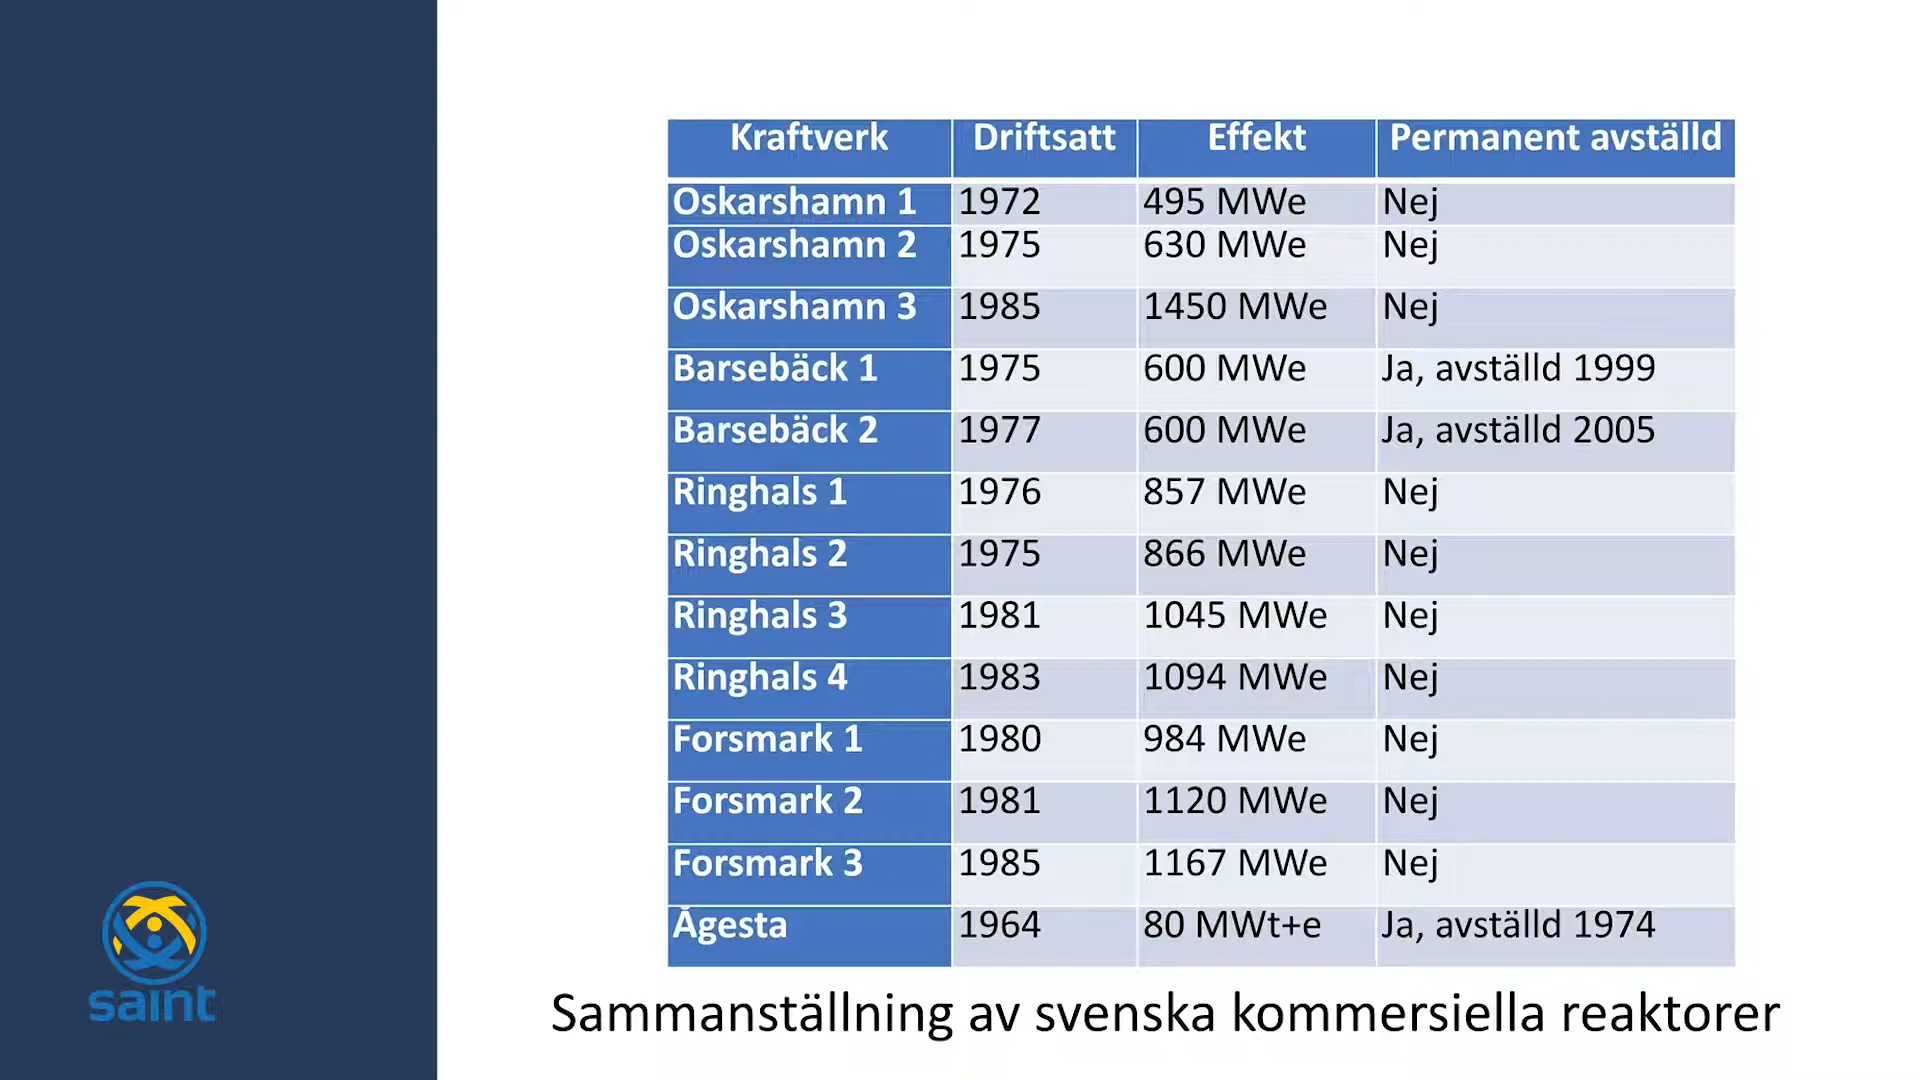 Kraftverk Driftsatt Effekt Permanent avställd
Oskarshamn 1 1972 495 MWe Nej
Oskarshamn 2 1975 630 MWe Nej
Oskarshamn 3 1985 1450 MWe Nej
Barsebäck 1 1975 600 MWe Ja, avställd 1999
Barsebäck 2 1977 600 MWe Ja, avställd 2005
Ringhals 1 1976 857 MWe Nej
Ringhals 2 1975 866 MWe Nej
Ringhals 3 1981 1045 MWe Nej
Ringhals 4 1983 1094 MWe Nej
Forsmark 1 1980 984 MWe Nej
Forsmark 2 1981 1120 MWe Nej
Forsmark 3 1985 1167 MWe Nej
Ågesta 1964 80 MWt+e Ja, avställd 1974
saint
Sammanställning av svenska kommersiella reaktorer